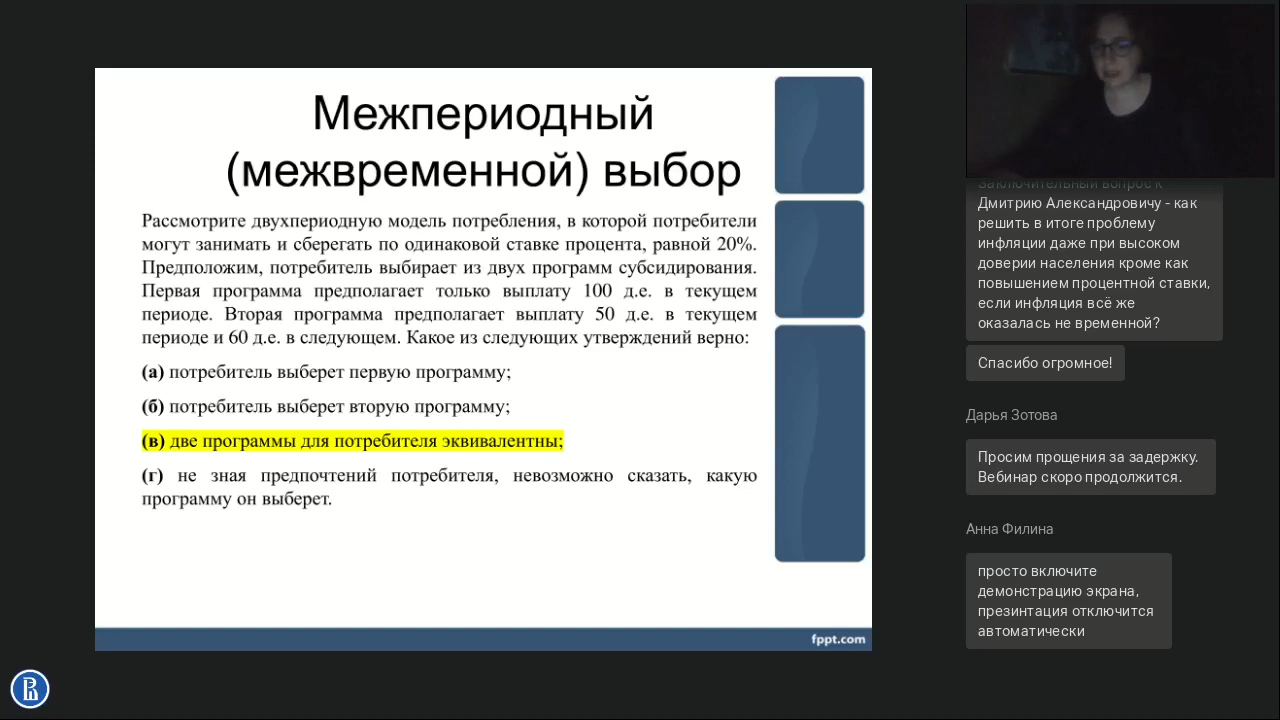 Межпериодный
(межвременной) выбор
Рассмотрите двухпериодную модель потребления, в которой потребители
могут занимать и сберегать по одинаковой ставке процента, равной 20%.
Предположим, потребитель выбирает из двух программ субсидирования.
Первая программа предполагает только выплату 100 д.е. в текущем
периоде. Вторая программа предполагает выплату 50 д.е. в текущем
периоде и 60 д.е. в следующем. Какое из следующих утверждений верно:
(а) потребитель выберет первую программу;
(б) потребитель выберет вторую программу;
(в) две программы для потребителя эквивалентны;
(г) не зная предпочтений потребителя, невозможно сказать, какую
программу он выберет.
fppt.com
Заключительный вопрос к
Дмитрию Александровичу - как
решить в итоге проблему
инфляции даже при высоком
доверии населения кроме как
повышением процентной ставки,
если инфляция всё же
оказалась не временной?
Спасибо огромное!
Дарья Зотова
Просим прощения за задержку.
Вебинар скоро продолжится.
Анна Филина
просто включите
демонстрацию экрана,
презинтация отключится
автоматически